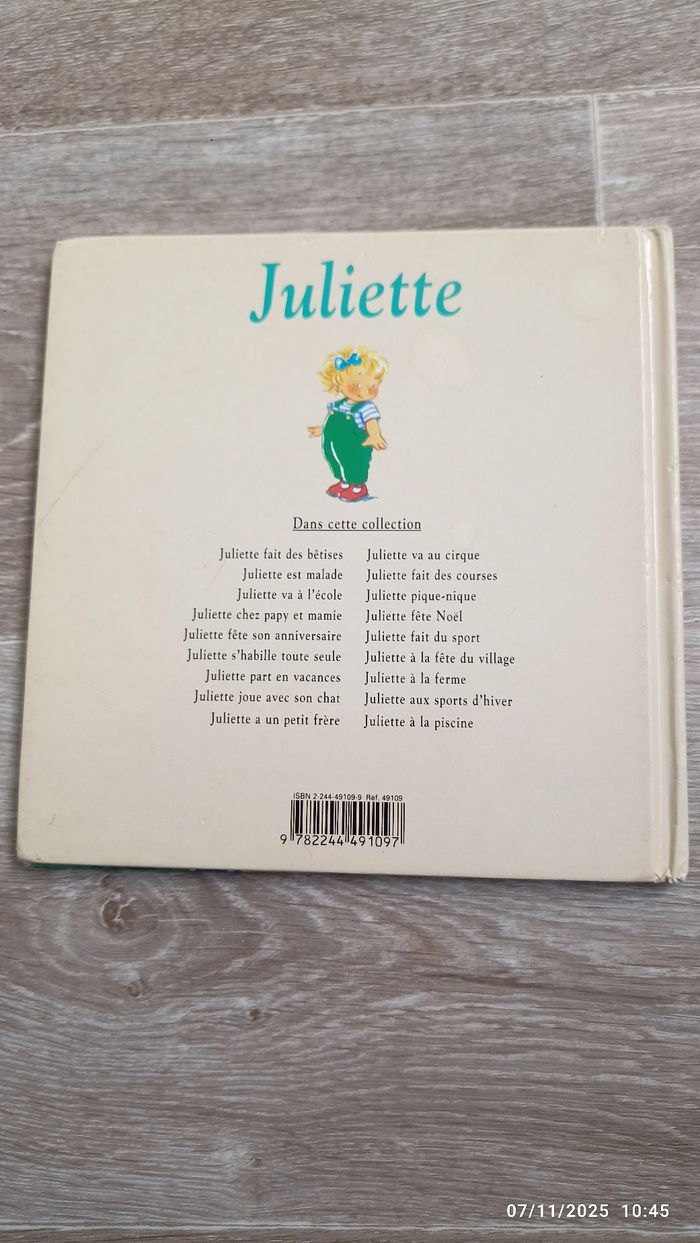 Juliette
Dans cette collection
Juliette fait des bêtises
Juliette est malade
Juliette va à l'école
Juliette chez papy et mamie
Juliette fête son anniversaire
Juliette s'habille toute seule
Juliette part en vacances
Juliette joue avec son chat
Juliette a un petit frère
Juliette va au cirque
Juliette fait des courses
Juliette pique-nique
Juliette fête Noël
Juliette fait du sport
Juliette à la fête du village
Juliette à la ferme
Juliette aux sports d'hiver
Juliette à la piscine
ISBN 2-244-49109-9 Réf. 49109
9 782244 491097
07/11/2025 10:45